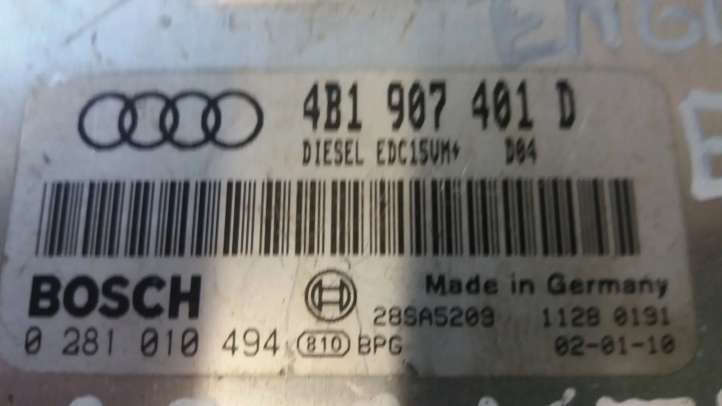 4B1 907 401 D
DIESEL EDC15VM+ D04
BOSCH
Made in Germany
28SA5209 1128 0191
0 281 010 494 810 BPG 02-01-10